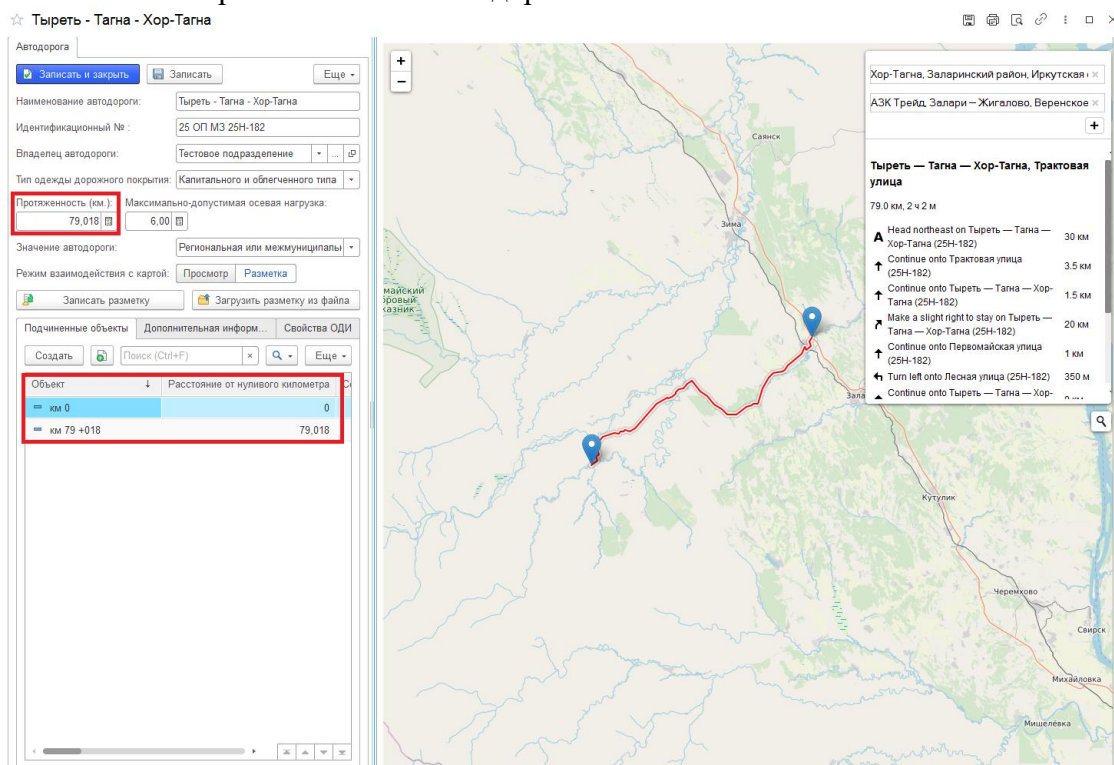 Тыреть - Тагна - Хор-Тагна
Автодорога
Записать и закрыть
Записать
Еще
Наименование автодороги:
Тыреть - Тагна - Хор-Тагна
Идентификационный № :
25 ОП МЗ 25Н-182
Владелец автодороги:
Тестовое подразделение
...
Тип одежды дорожного покрытия:
Капитального и облегченного типа
Протяженность (км.):
Максимально-допустимая осевая нагрузка:
79,018
6,00
Значение автодороги:
Региональная или межмуниципаль
Режим взаимодействия с картой:
Просмотр
Разметка
Записать разметку
Загрузить разметку из файла
Подчиненные объекты
Дополнительная информ...
Свойства ОДИ
Создать
Поиск (Ctrl+F)
×
Еще
Объект
↓
Расстояние от нуливого километра
км 0
0
км 79 +018
79,018
+
−
Саянск
Зима
Зала
Кутулик
Черемхово
Свирск
Михайловка
Мишелёвка
Хор-Тагна, Заларинский район, Иркутская
АЗК Трейд, Залари – Жигалово, Веренское
+
Тыреть — Тагна — Хор-Тагна, Трактовая
улица
79.0 км, 2 ч 2 м
Head northeast on Тыреть — Тагна —
Хор-Тагна (25Н-182)
30 км
Continue onto Трактовая улица
(25Н-182)
3.5 км
Continue onto Тыреть — Тагна — Хор-
Тагна (25Н-182)
1.5 км
Make a slight right to stay on Тыреть —
Тагна — Хор-Тагна (25Н-182)
20 км
Continue onto Первомайская улица
(25Н-182)
1 км
Turn left onto Лесная улица (25Н-182)
350 м
Continue onto Тыреть — Тагна — Хор-